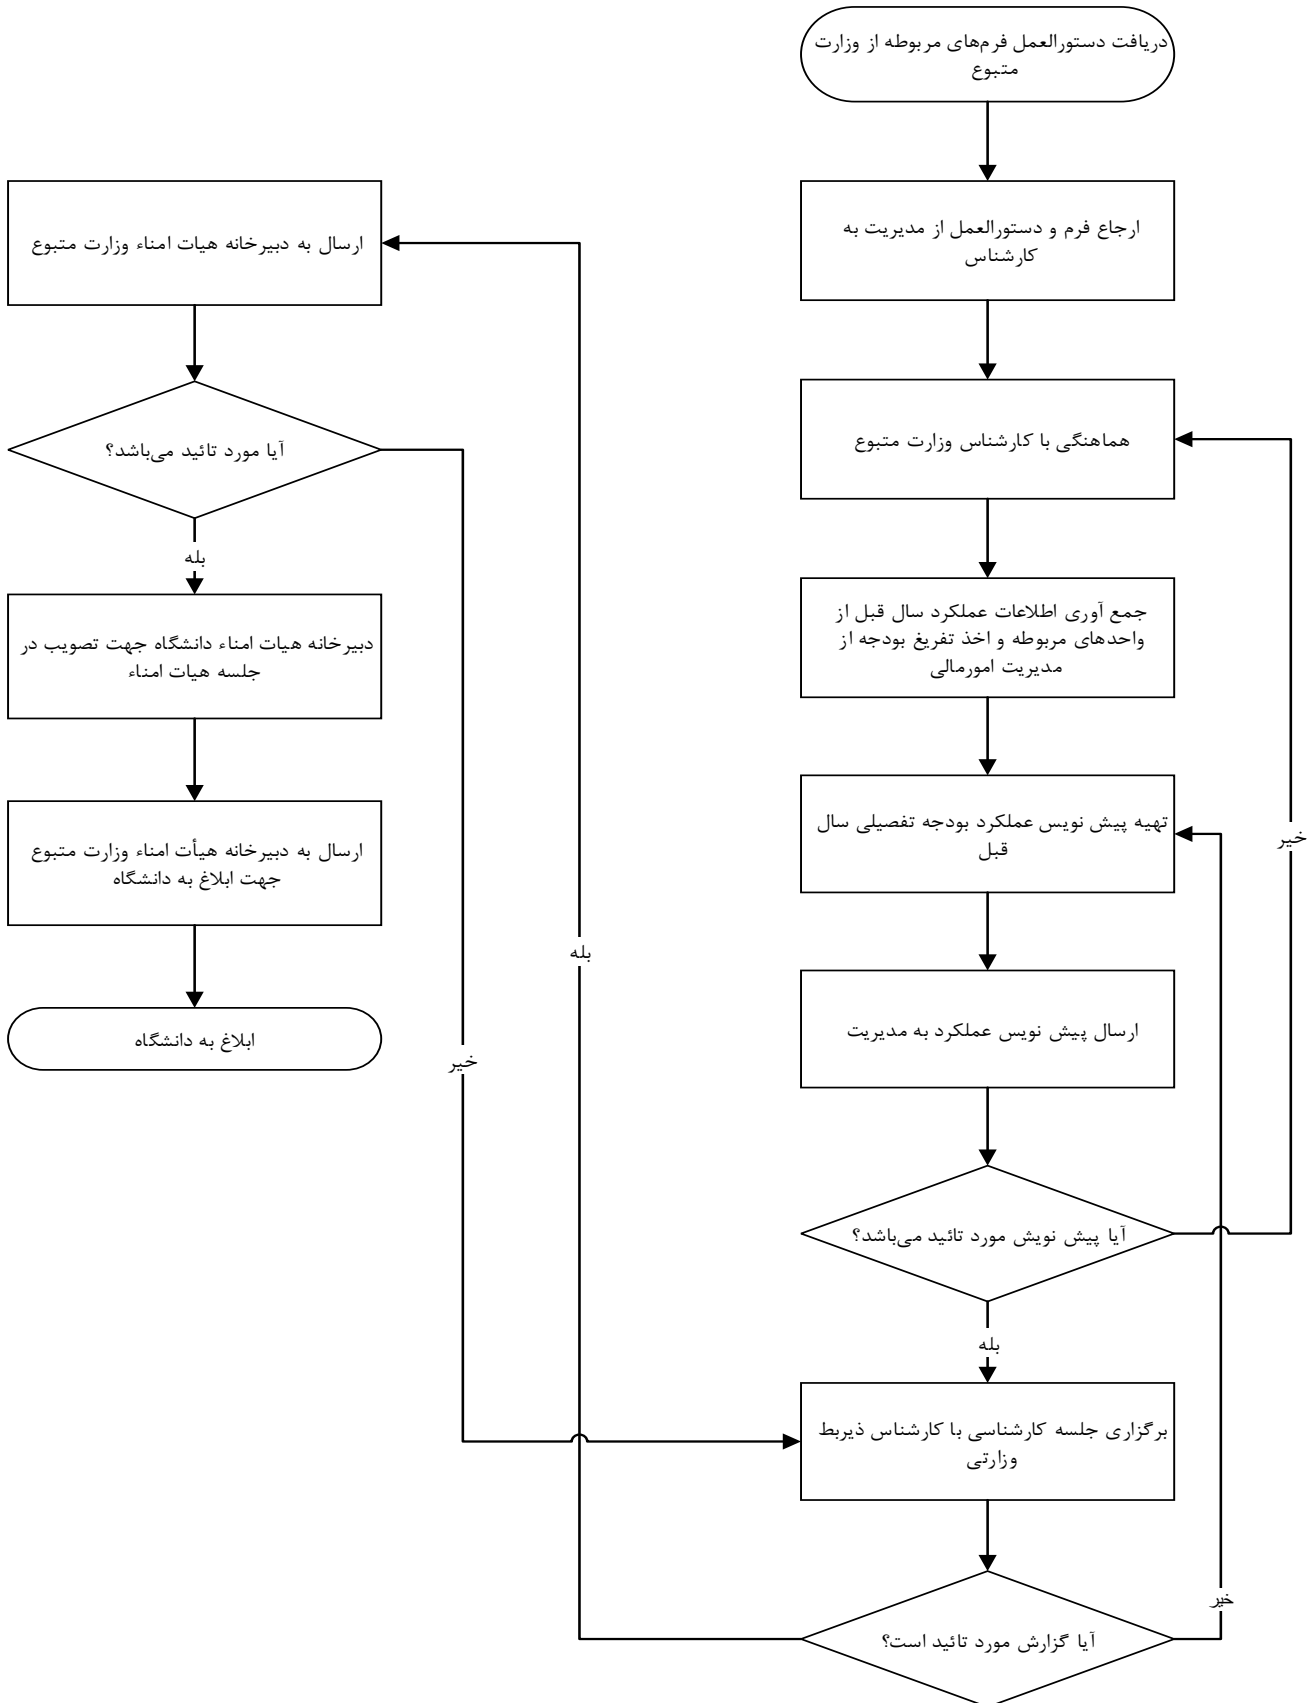 دریافت دستورالعمل فرم‌های مربوطه از وزارت
متبوع
ارجاع فرم و دستورالعمل از مدیریت به
کارشناس
هماهنگی با کارشناس وزارت متبوع
جمع آوری اطلاعات عملکرد سال قبل از
واحدهای مربوطه و اخذ تفریغ بودجه از
مدیریت امورمالی
تهیه پیش نویس عملکرد بودجه تفصیلی سال
قبل
خیر
ارسال پیش نویس عملکرد به مدیریت
آیا پیش نویش مورد تائید می‌باشد؟
بله
برگزاری جلسه کارشناسی با کارشناس ذیربط
وزارتی
خیر
آیا گزارش مورد تائید است؟
بله
ارسال به دبیرخانه هیات امناء وزارت متبوع
آیا مورد تائید می‌باشد؟
خیر
بله
دبیرخانه هیات امناء دانشگاه جهت تصویب در
جلسه هیات امناء
ارسال به دبیرخانه هیأت امناء وزارت متبوع
جهت ابلاغ به دانشگاه
ابلاغ به دانشگاه